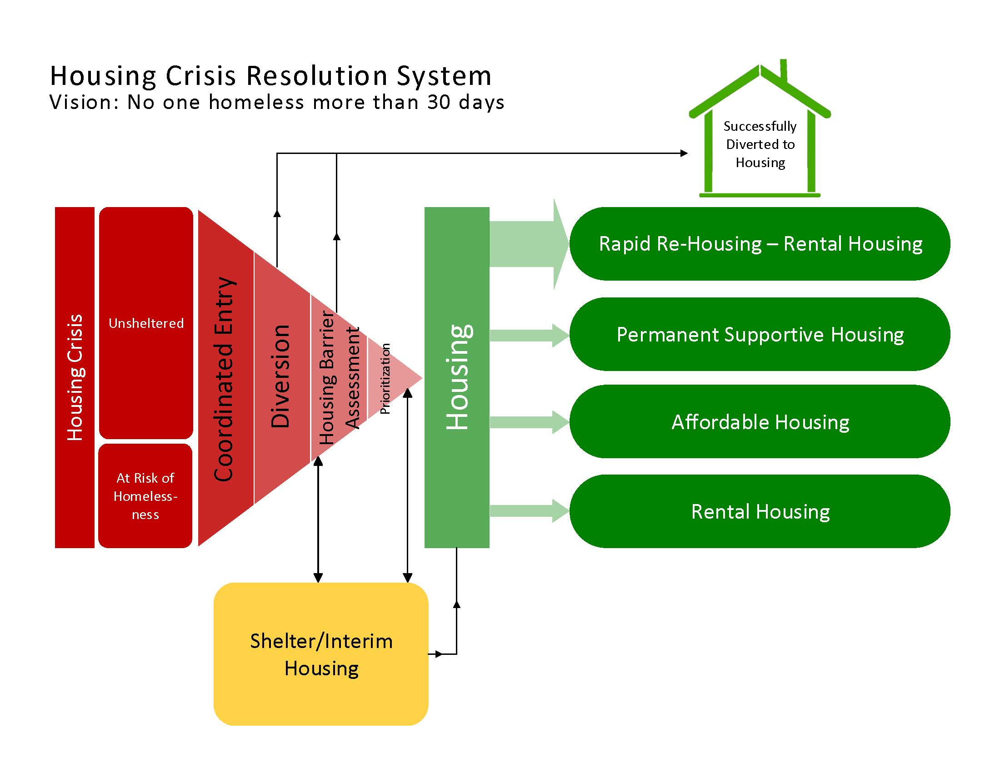 Housing Crisis Resolution System
Vision: No one homeless more than 30 days
Successfully
Diverted to
Housing
Housing Crisis
Unsheltered
At Risk of
Homeless-
ness
Coordinated Entry
Diversion
Housing Barrier
Assessment
Prioritization
Housing
Rapid Re-Housing – Rental Housing
Permanent Supportive Housing
Affordable Housing
Rental Housing
Shelter/Interim
Housing